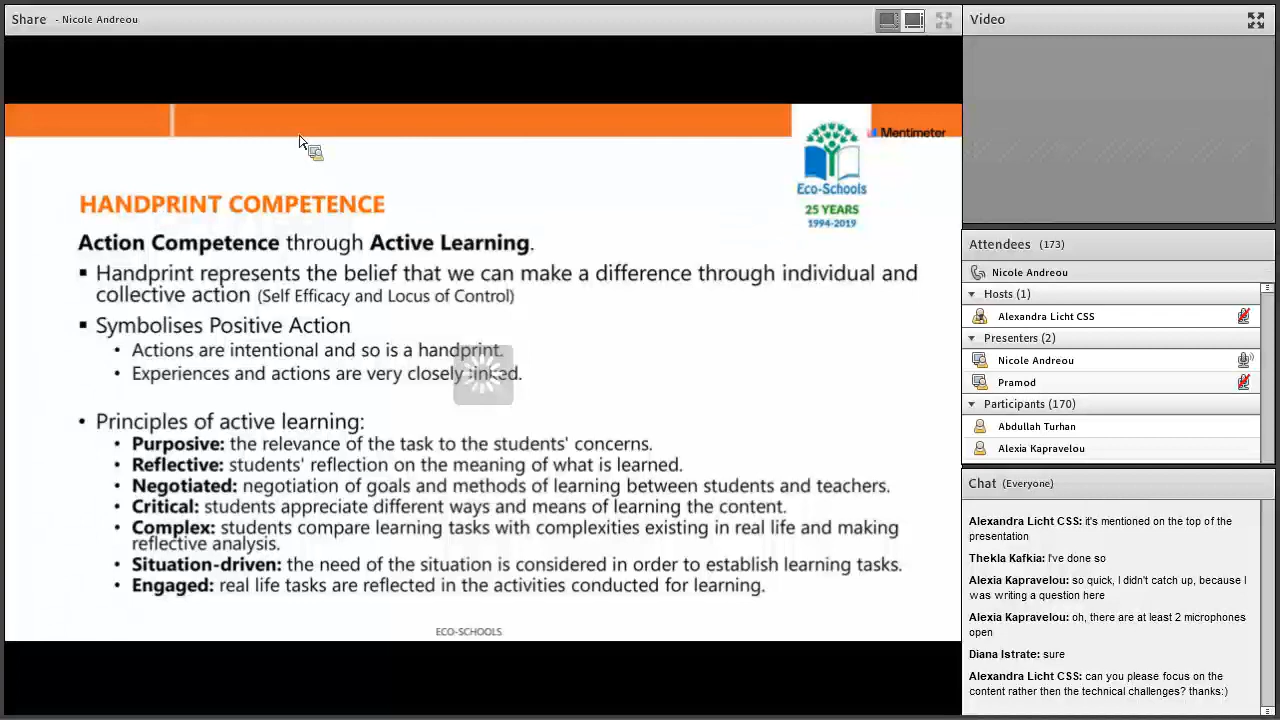 Share - Nicole Andreou
Mentimeter
Eco-Schools
25 YEARS
1994-2019
HANDPRINT COMPETENCE
Action Competence through Active Learning.
▪ Handprint represents the belief that we can make a difference through individual and
collective action (Self Efficacy and Locus of Control)
▪ Symbolises Positive Action
• Actions are intentional and so is a handprint.
• Experiences and actions are very closely linked.
• Principles of active learning:
• Purposive: the relevance of the task to the students' concerns.
• Reflective: students' reflection on the meaning of what is learned.
• Negotiated: negotiation of goals and methods of learning between students and teachers.
• Critical: students appreciate different ways and means of learning the content.
• Complex: students compare learning tasks with complexities existing in real life and making
reflective analysis.
• Situation-driven: the need of the situation is considered in order to establish learning tasks.
• Engaged: real life tasks are reflected in the activities conducted for learning.
ECO-SCHOOLS
Video
Attendees (173)
Nicole Andreou
Hosts (1)
Alexandra Licht CSS
Presenters (2)
Nicole Andreou
Pramod
Participants (170)
Abdullah Turhan
Alexia Kapravelou
Chat (Everyone)
Alexandra Licht CSS: it's mentioned on the top of the
presentation
Thekla Kafkia: I've done so
Alexia Kapravelou: so quick, I didn't catch up, because I
was writing a question here
Alexia Kapravelou: oh, there are at least 2 microphones
open
Diana Istrate: sure
Alexandra Licht CSS: can you please focus on the
content rather then the technical challenges? thanks:)